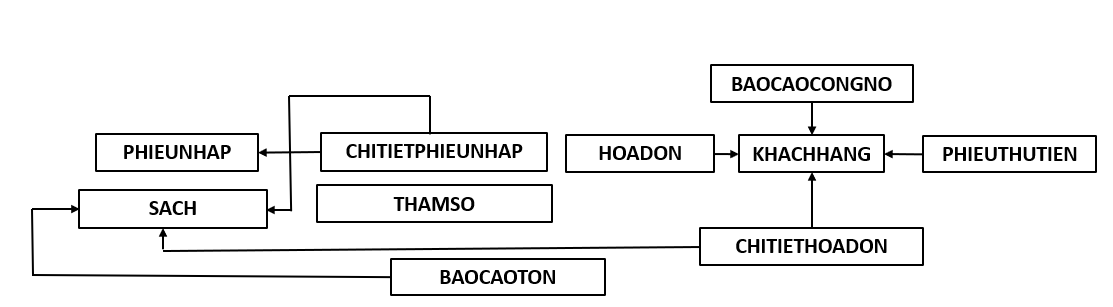 BAOCAOCONGNO
PHIEUNHAP
CHITIETPHIEUNHAP
HOADON
KHACHHANG
PHIEUTHUTIEN
SACH
THAMSO
CHITIETHOADON
BAOCAOTON